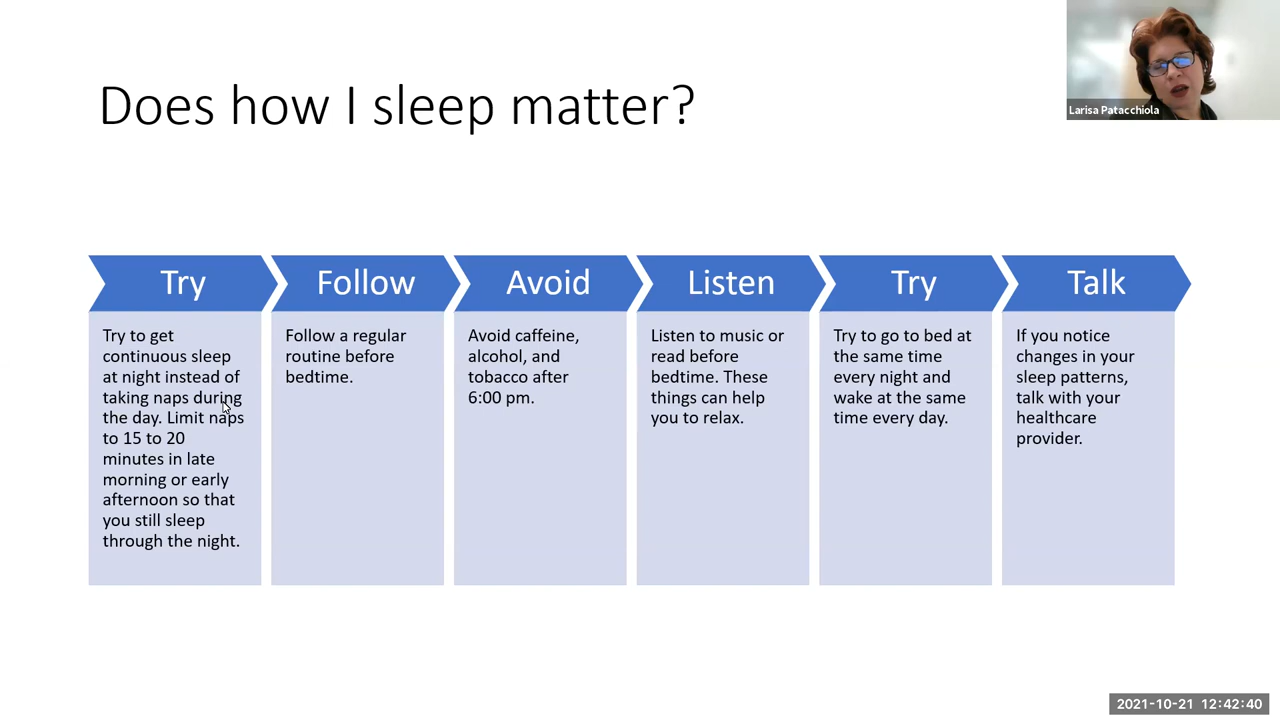 Does how I sleep matter?
Larisa Patacchiola
Try
Try to get
continuous sleep
at night instead of
taking naps during
the day. Limit naps
to 15 to 20
minutes in late
morning or early
afternoon so that
you still sleep
through the night.
Follow
Follow a regular
routine before
bedtime.
Avoid
Avoid caffeine,
alcohol, and
tobacco after
6:00 pm.
Listen
Listen to music or
read before
bedtime. These
things can help
you to relax.
Try
Try to go to bed at
the same time
every night and
wake at the same
time every day.
Talk
If you notice
changes in your
sleep patterns,
talk with your
healthcare
provider.
2021-10-21 12:42:40